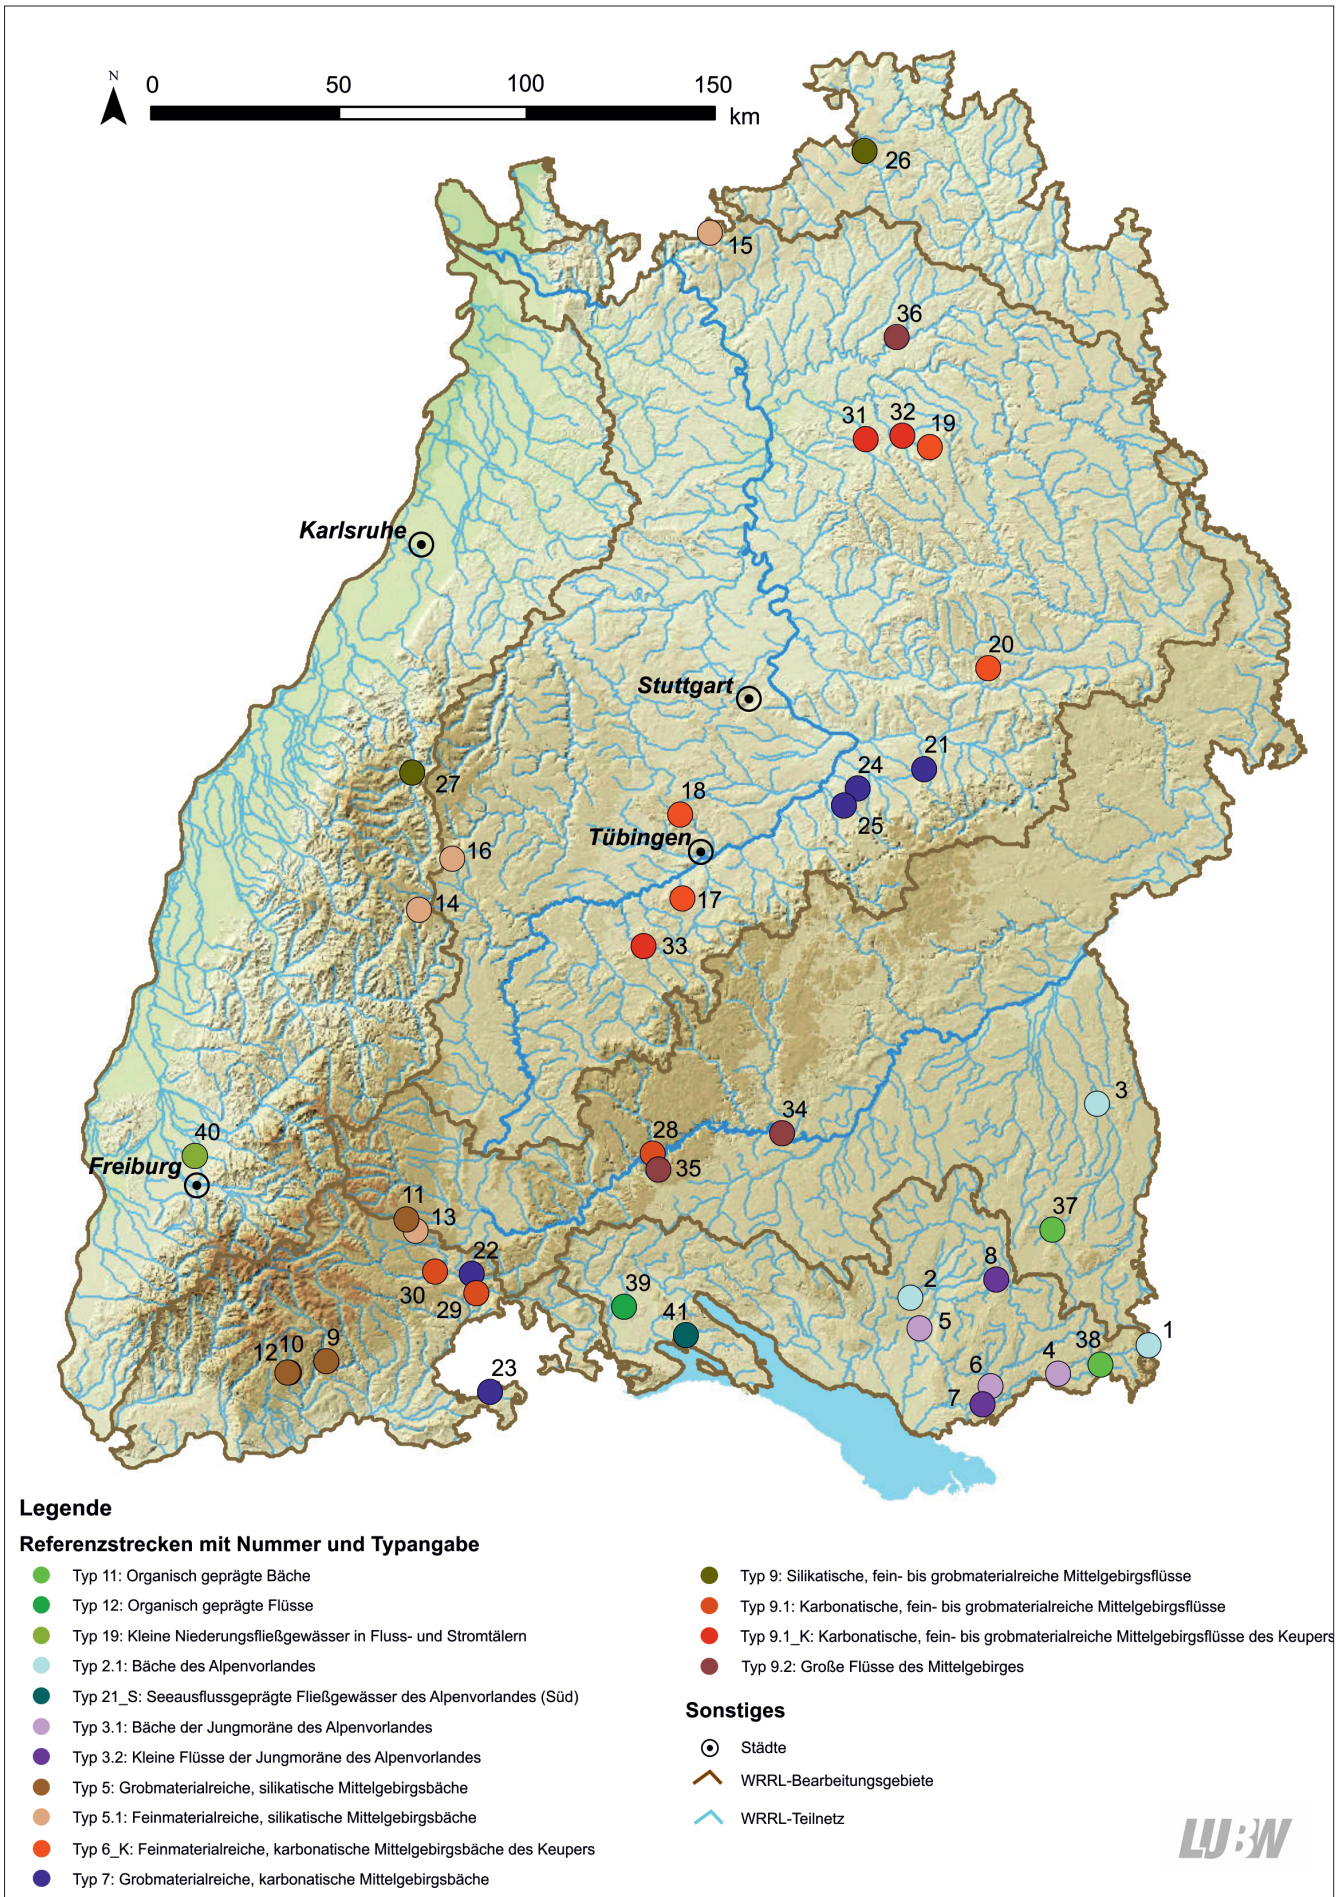 N
0 50 100 150
km
26
15
36
31 32 19
Karlsruhe
20
Stuttgart
21
24
27
18
25
Tübingen
16
14
17
33
3
34
40
28
Freiburg
35
11
37
13
22
8
2
30
39
29
41
5
1
12 10 9
38
4
6
23
7
Legende
Referenzstrecken mit Nummer und Typangabe
Typ 11: Organisch geprägte Bäche
Typ 12: Organisch geprägte Flüsse
Typ 19: Kleine Niederungsfließgewässer in Fluss- und Stromtälern
Typ 2.1: Bäche des Alpenvorlandes
Typ 21_S: Seeausflussgeprägte Fließgewässer des Alpenvorlandes (Süd)
Typ 3.1: Bäche der Jungmoräne des Alpenvorlandes
Typ 3.2: Kleine Flüsse der Jungmoräne des Alpenvorlandes
Typ 5: Grobmaterialreiche, silikatische Mittelgebirgsbäche
Typ 5.1: Feinmaterialreiche, silikatische Mittelgebirgsbäche
Typ 6_K: Feinmaterialreiche, karbonatische Mittelgebirgsbäche des Keupers
Typ 7: Grobmaterialreiche, karbonatische Mittelgebirgsbäche
Typ 9: Silikatische, fein- bis grobmaterialreiche Mittelgebirgsflüsse
Typ 9.1: Karbonatische, fein- bis grobmaterialreiche Mittelgebirgsflüsse
Typ 9.1_K: Karbonatische, fein- bis grobmaterialreiche Mittelgebirgsflüsse des Keupers
Typ 9.2: Große Flüsse des Mittelgebirges
Sonstiges
Städte
WRRL-Bearbeitungsgebiete
WRRL-Teilnetz
LUBW